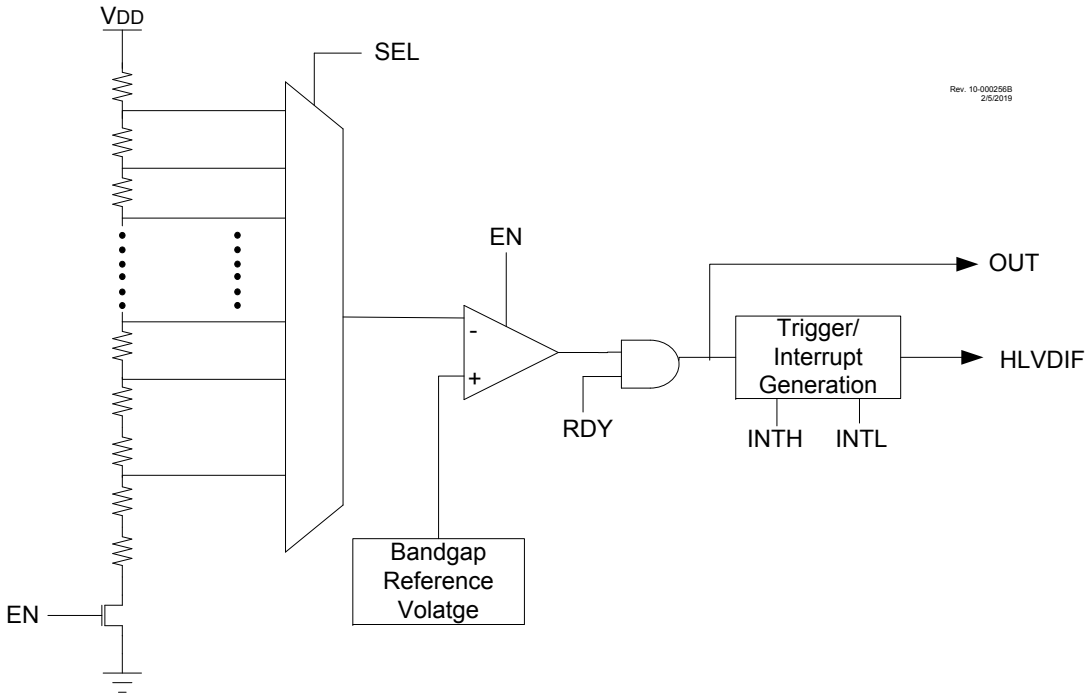 VDD
SEL
Rev. 10-000256B
2/5/2019
EN
OUT
-
+
Trigger/
Interrupt
Generation
HLVDIF
RDY
INTH
INTL
Bandgap
Reference
Volatge
EN